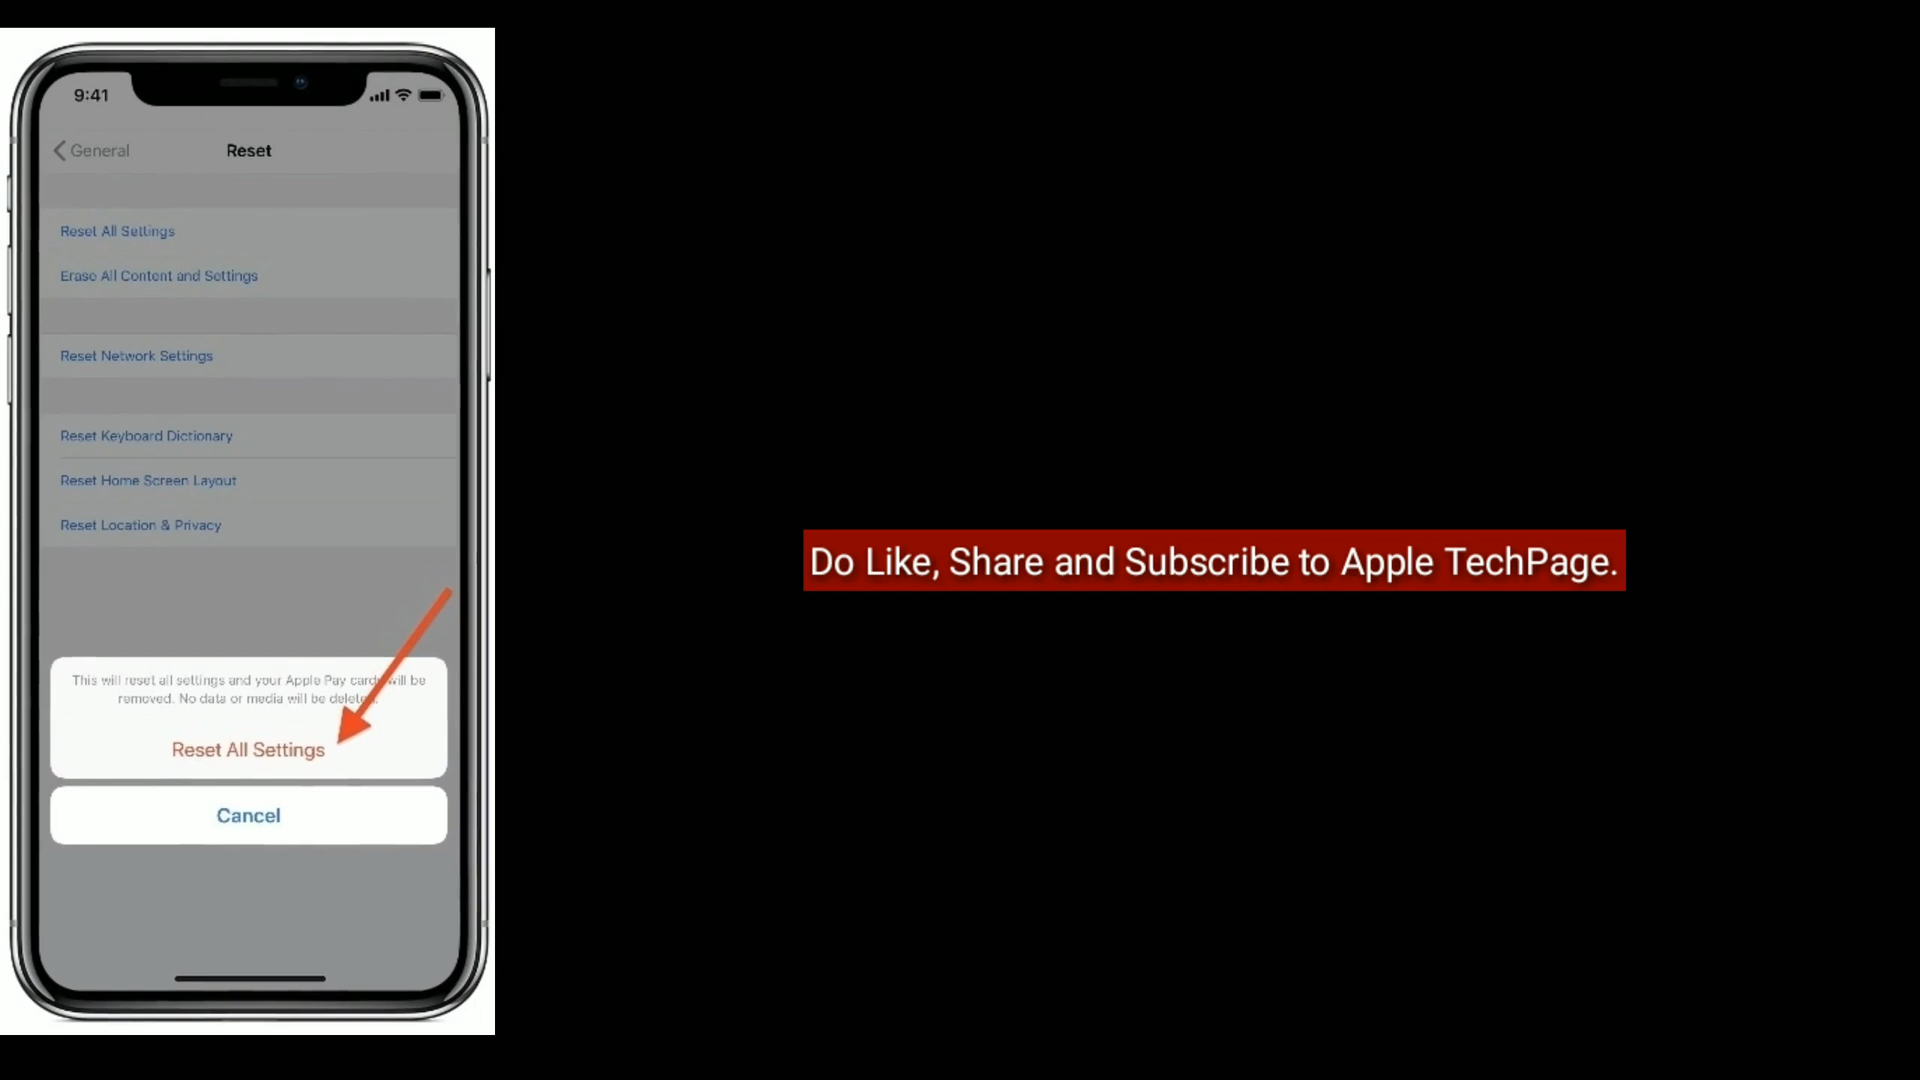 9:41
General
Reset
Reset All Settings
Erase All Content and Settings
Reset Network Settings
Reset Keyboard Dictionary
Reset Home Screen Layout
Reset Location & Privacy
This will reset all settings and your Apple Pay cards will be
removed. No data or media will be deleted.
Reset All Settings
Cancel
Do Like, Share and Subscribe to Apple TechPage.